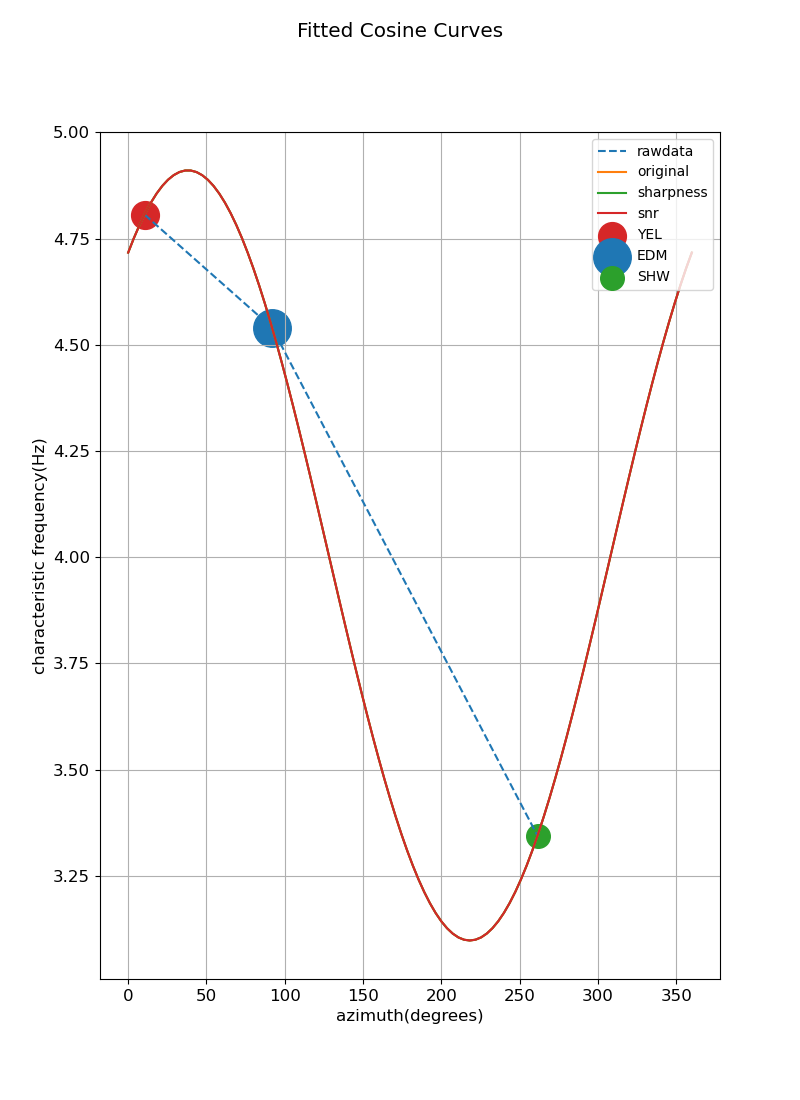 Fitted Cosine Curves
5.00
4.75
4.50
4.25
4.00
3.75
3.50
3.25
characteristic frequency(Hz)
rawdata
original
sharpness
snr
YEL
EDM
SHW
0 50 100 150 200 250 300 350
azimuth(degrees)